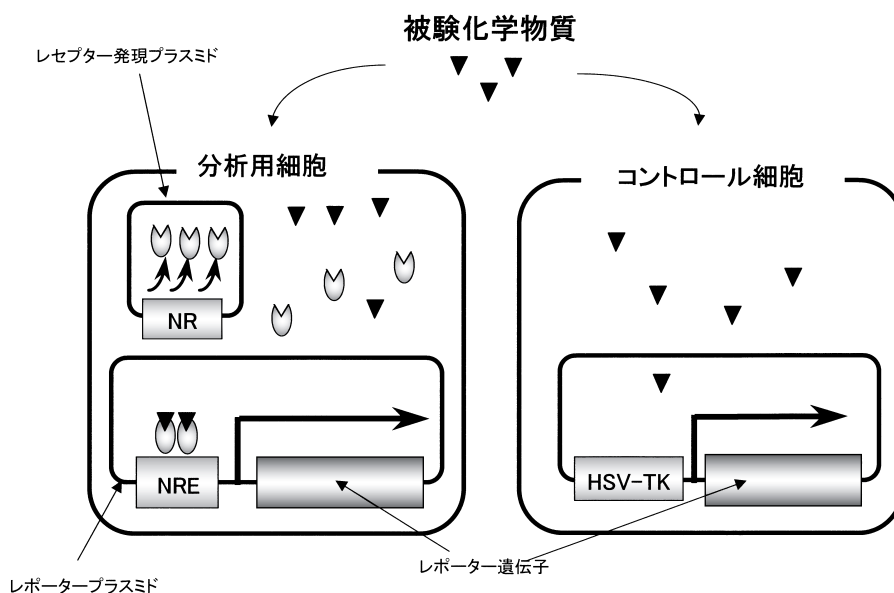 被験化学物質
レセプター発現プラスミド
分析用細胞
コントロール細胞
NR
NRE
HSV-TK
レポーター遺伝子
レポータープラスミド